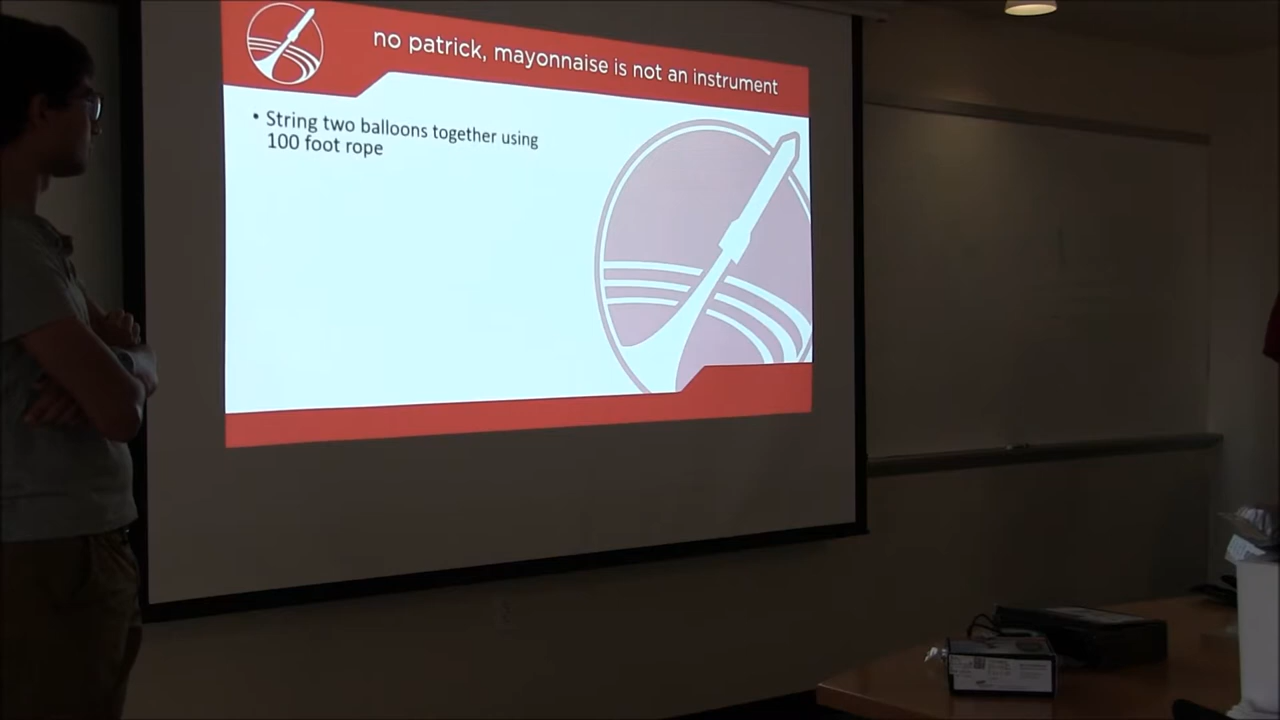 no patrick, mayonnaise is not an instrument
• String two balloons together using
100 foot rope